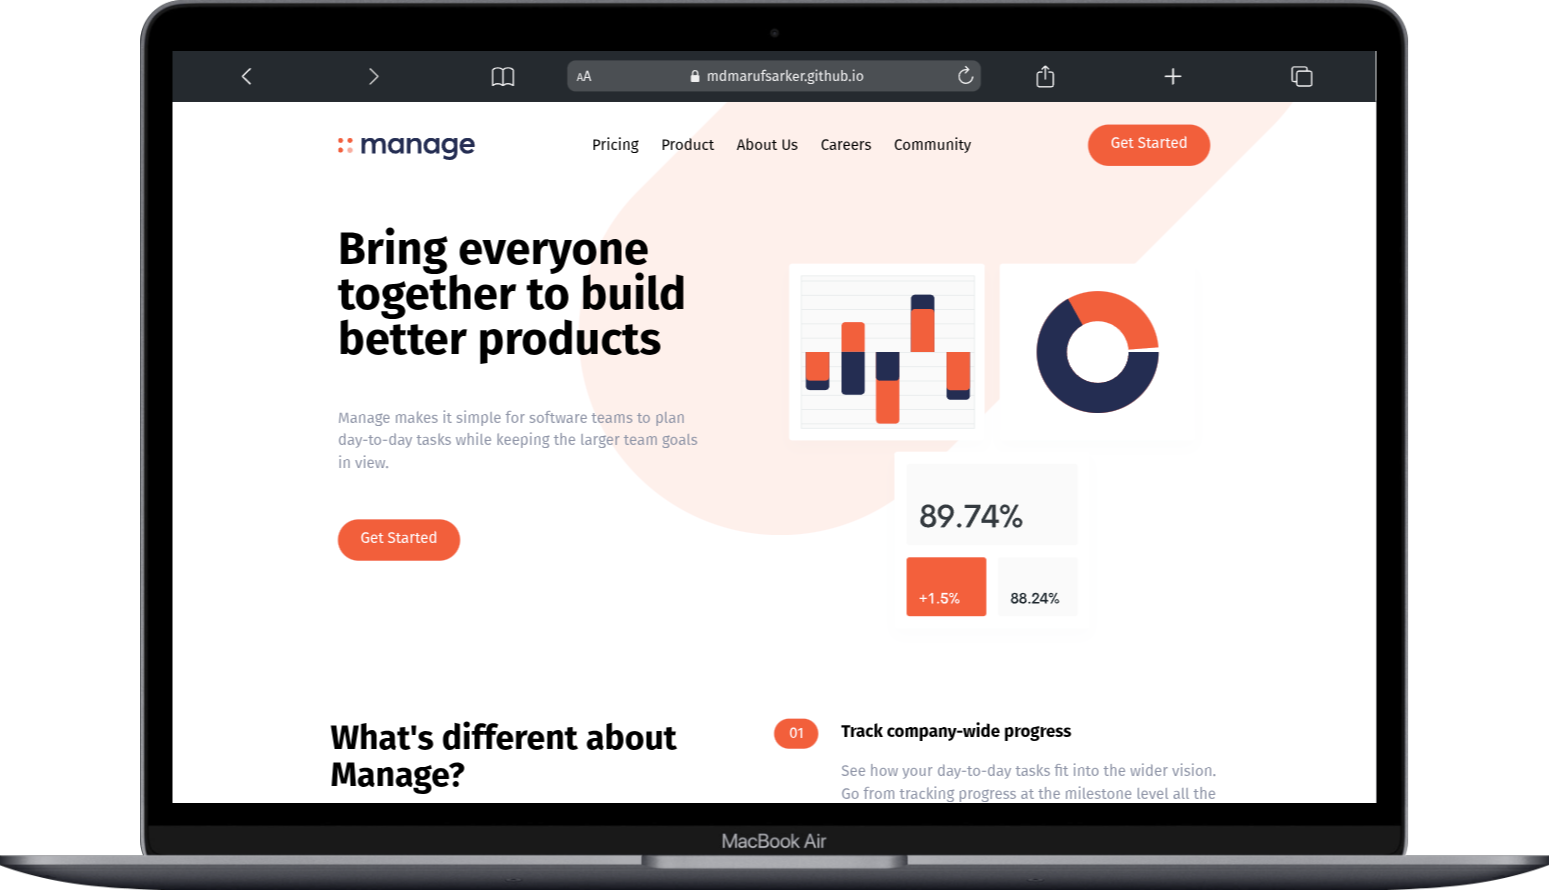 AA mdmarufsarker.github.io
manage
Pricing Product About Us Careers Community
Get Started
Bring everyone
together to build
better products
Manage makes it simple for software teams to plan
day-to-day tasks while keeping the larger team goals
in view.
Get Started
89.74%
+1.5% 88.24%
What's different about
Manage?
01 Track company-wide progress
See how your day-to-day tasks fit into the wider vision.
Go from tracking progress at the milestone level all the
MacBook Air